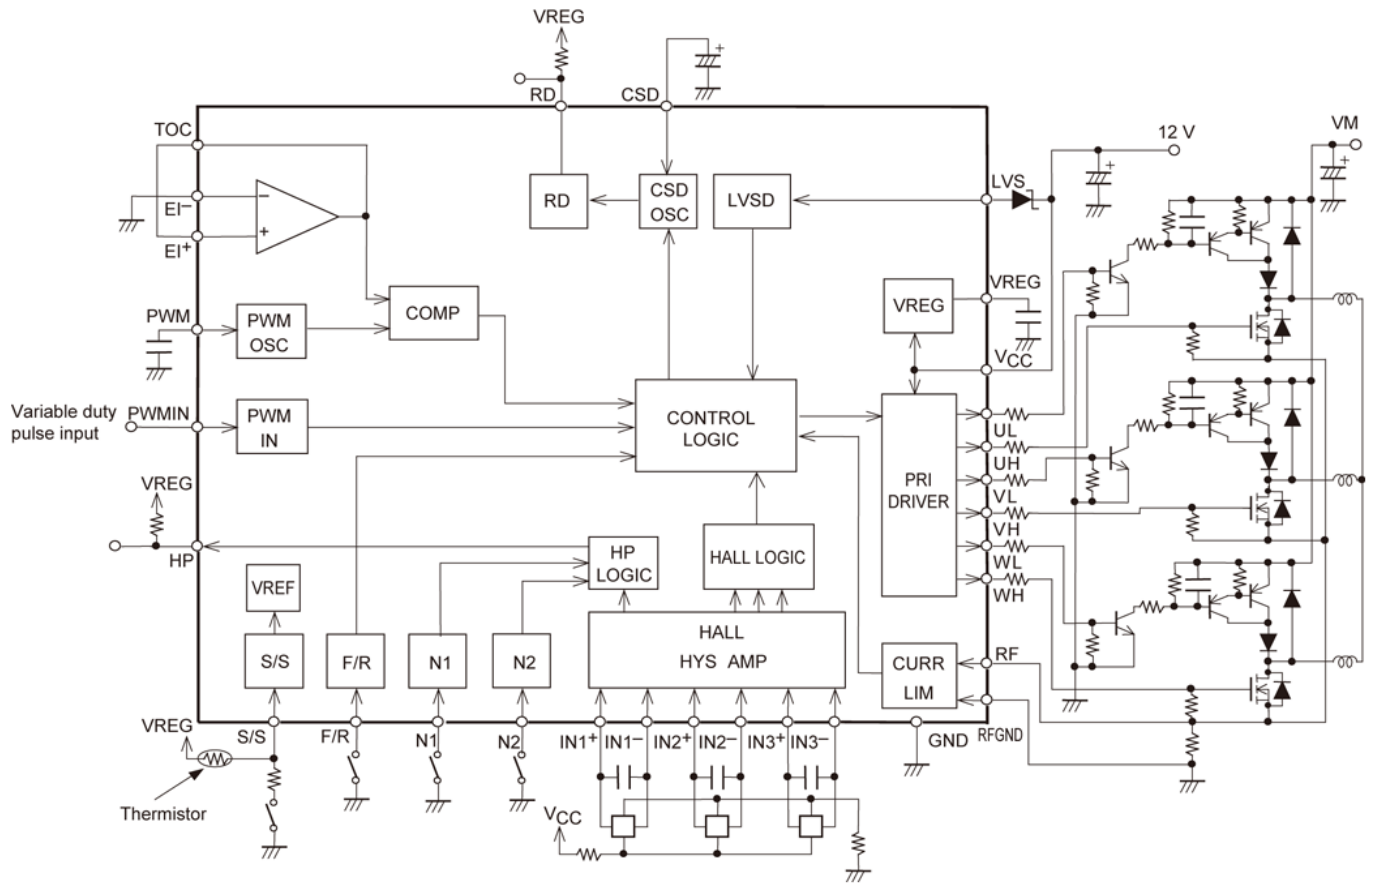 VREG
RD
CSD
TOC
12 V
VM
LVS
RD
CSD
OSC
LVSD
EI−
+
−
EI+
+
VREG
VREG
COMP
PWM
PWM
OSC
VCC
CONTROL
LOGIC
Variable duty
pulse input
PWMIN
PWM
IN
UL
UH
PRI
DRIVER
VREG
VL
VH
HP
HP
LOGIC
HALL LOGIC
WL
WH
VREF
HALL
HYS AMP
S/S
F/R
N1
N2
CURR
LIM
RF
VREG
S/S
F/R
N1
N2
IN1+
IN1−
IN2+
IN2−
IN3+
IN3−
GND
RFGND
Thermistor
VCC
+
+
+